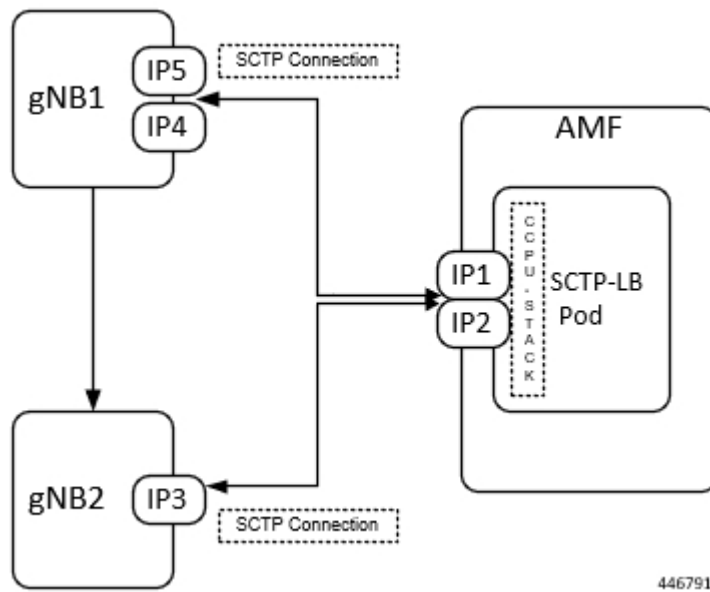 IP5
SCTP Connection
gNB1
IP4
AMF
CCPU.STACK
IP1
SCTP-LB
IP2
Pod
gNB2
IP3
SCTP Connection
446791